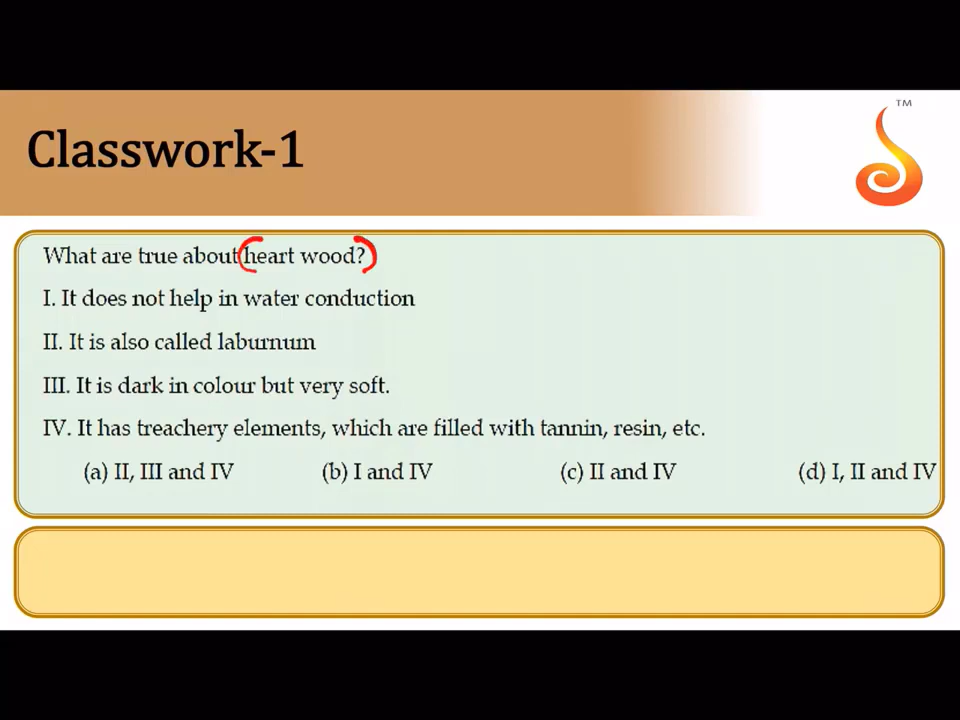 TM
Classwork-1
What are true about heart wood?
I. It does not help in water conduction
II. It is also called laburnum
III. It is dark in colour but very soft.
IV. It has treachery elements, which are filled with tannin, resin, etc.
(a) II, III and IV (b) I and IV (c) II and IV (d) I, II and IV